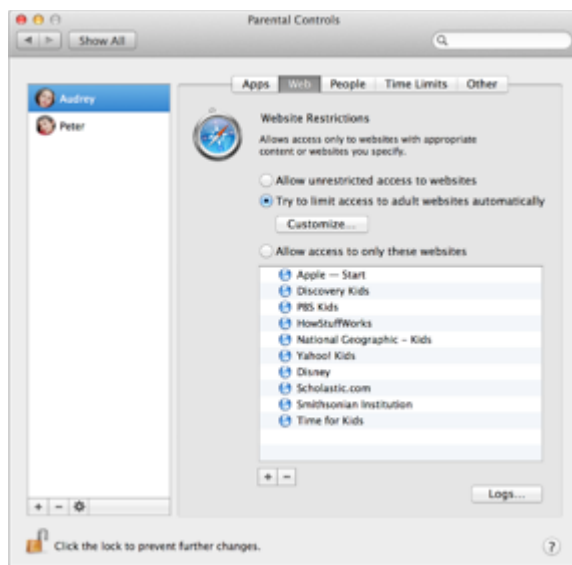 Parental Controls
Show All
Audrey
Peter
Apps Web People Time Limits Other
Website Restrictions
Allows access only to websites with appropriate
content or websites you specify.
Allow unrestricted access to websites
Try to limit access to adult websites automatically
Customize...
Allow access to only these websites
Apple — Start
Discovery Kids
PBS Kids
HowStuffWorks
National Geographic - Kids
Yahoo! Kids
Disney
Scholastic.com
Smithsonian Institution
Time for Kids
+ −
Logs...
+ −
Click the lock to prevent further changes.
?